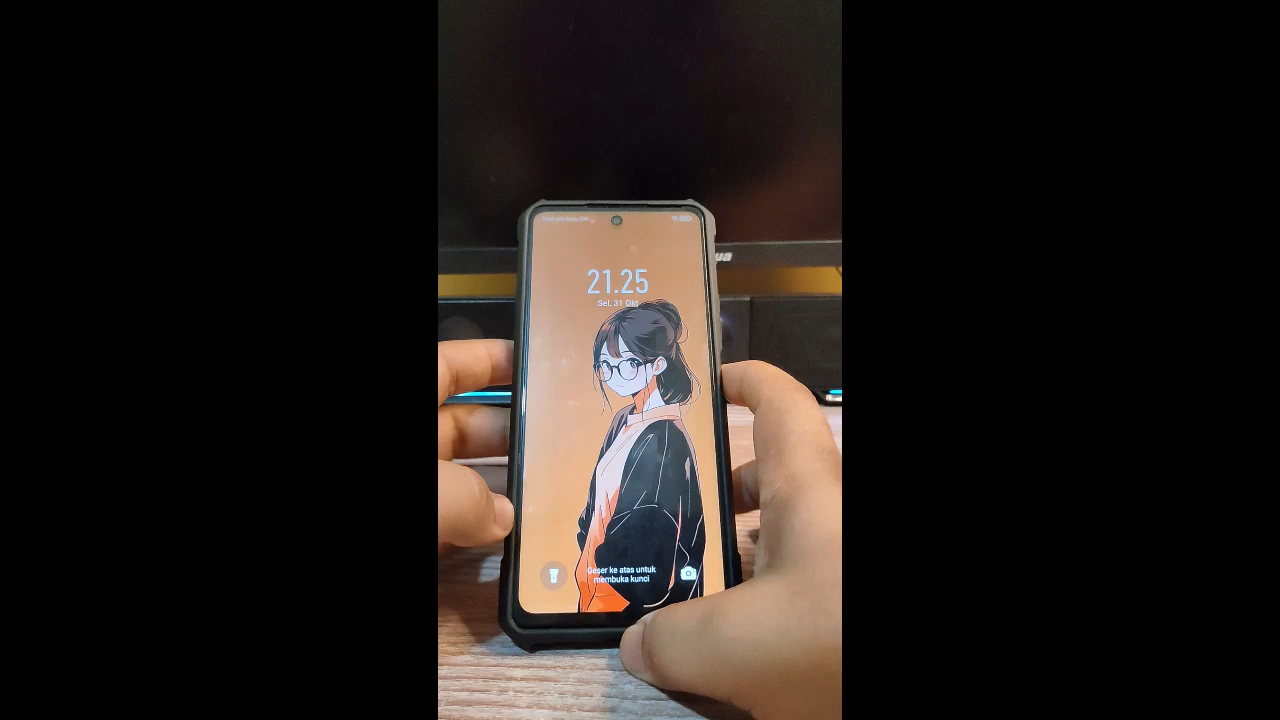 21.25
Sel, 31 Okt
Geser ke atas untuk
membuka kunci